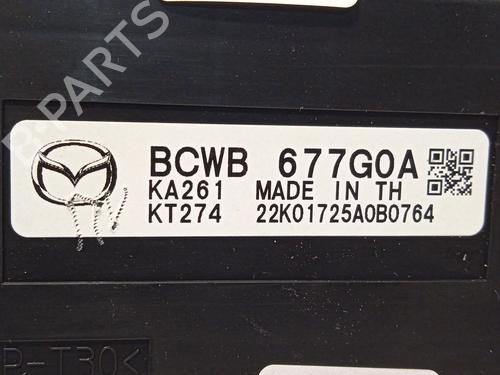 BCWB 677G0A
KA261 MADE IN TH
KT274 22K01725A0B0764
B-PARTS